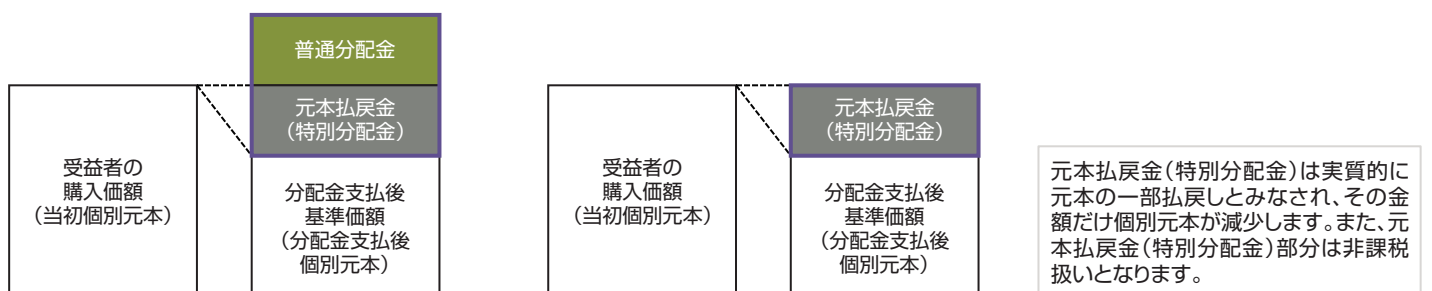 普通分配金
元本払戻金
（特別分配金）
受益者の
購入価額
（当初個別元本）
分配金支払後
基準価額
（分配金支払後
個別元本）
元本払戻金
（特別分配金）
受益者の
購入価額
（当初個別元本）
分配金支払後
基準価額
（分配金支払後
個別元本）
元本払戻金（特別分配金）は実質的に
元本の一部払戻しとみなされ、その金
額だけ個別元本が減少します。また、元
本払戻金（特別分配金）部分は非課税
扱いとなります。